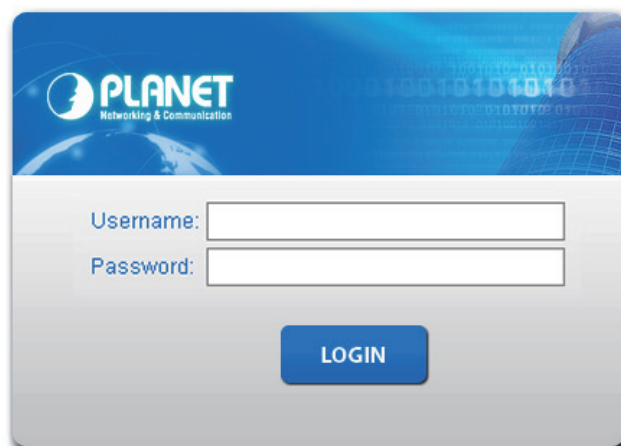 PLANET
Networking & Communication
Username:
Password:
LOGIN